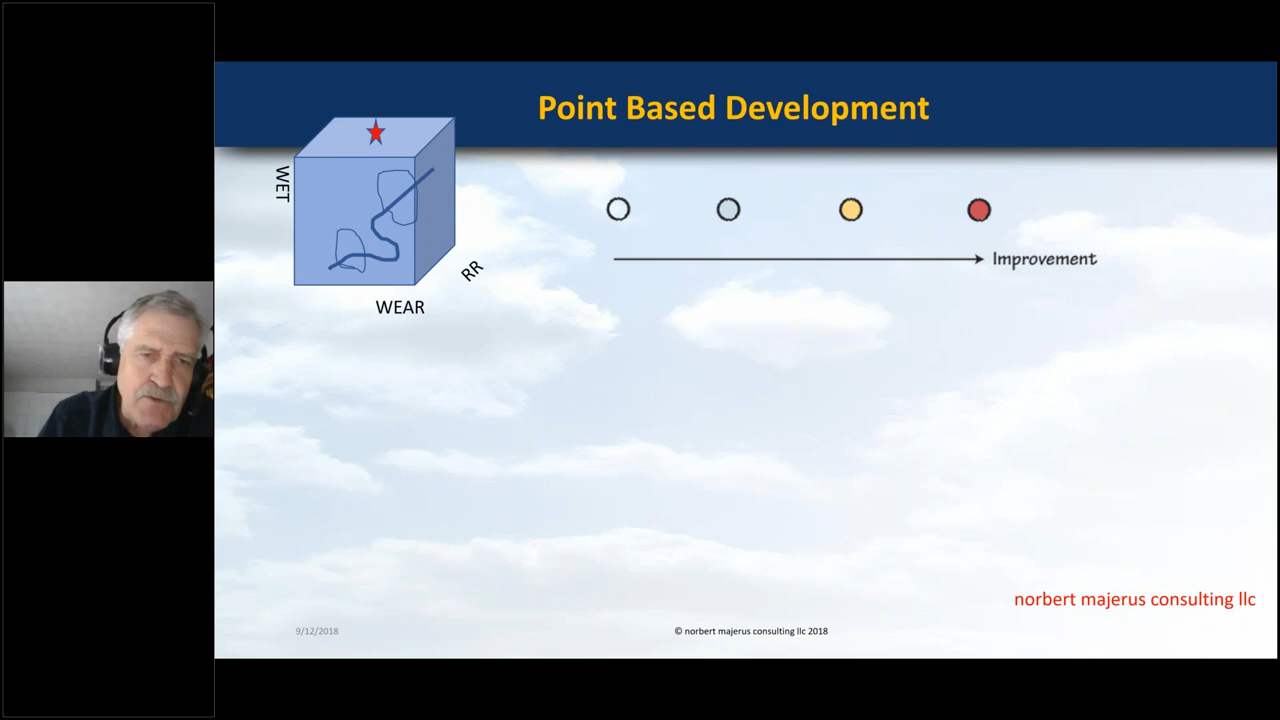 Point Based Development
WET
RR
WEAR
Improvement
norbert majerus consulting llc
9/12/2018
© norbert majerus consulting llc 2018